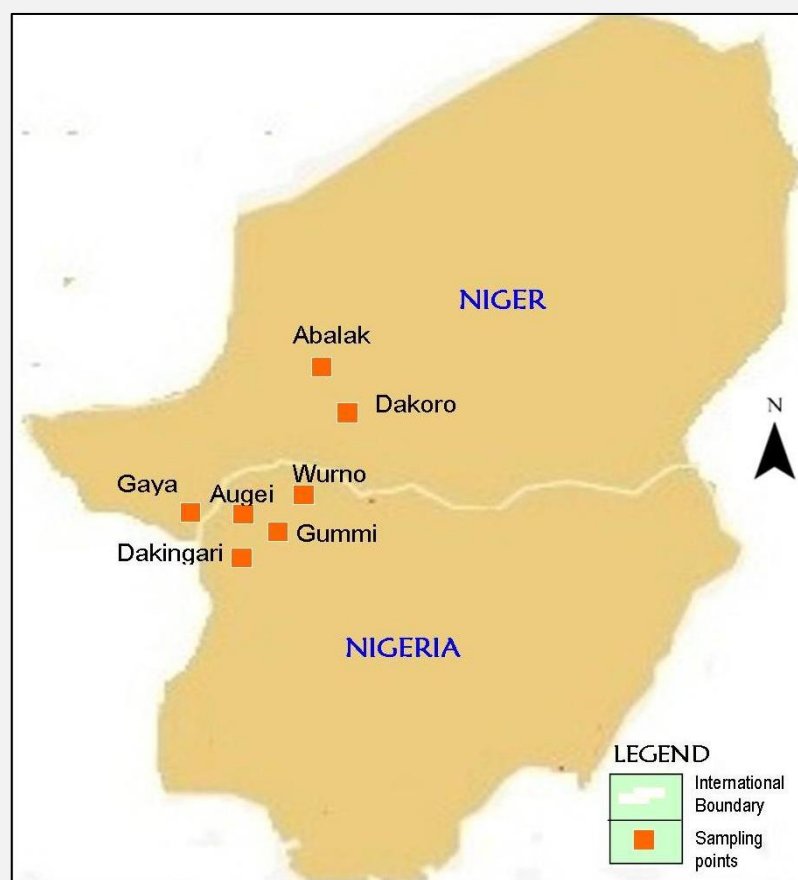 NIGER
Abalak
Dakoro
N
Wurno
Gaya
Augei
Gummi
Dakingari
NIGERIA
LEGEND
International
Boundary
Sampling
points